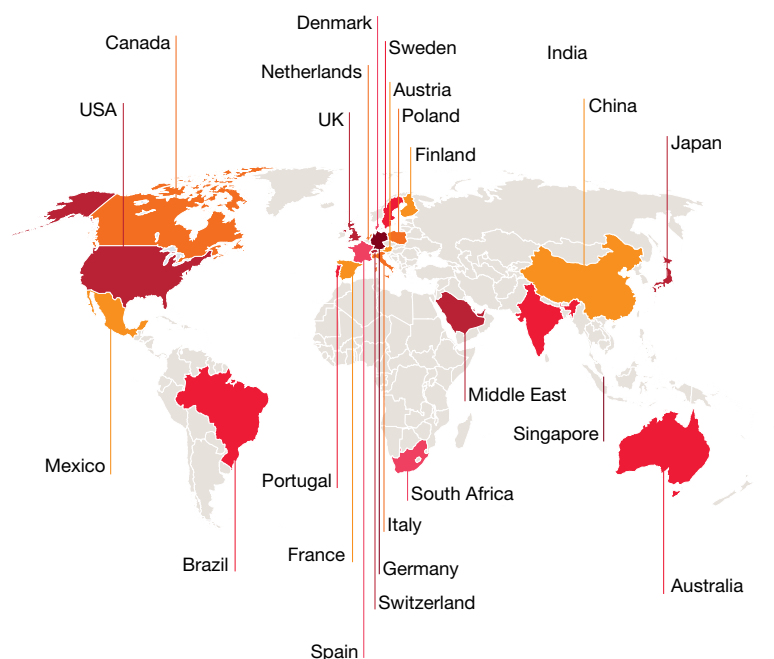 Denmark
Canada
Sweden
India
Netherlands
Austria
USA
China
UK
Poland
Japan
Finland
Middle East
Singapore
Mexico
Portugal
South Africa
Italy
France
Brazil
Germany
Australia
Switzerland
Spain